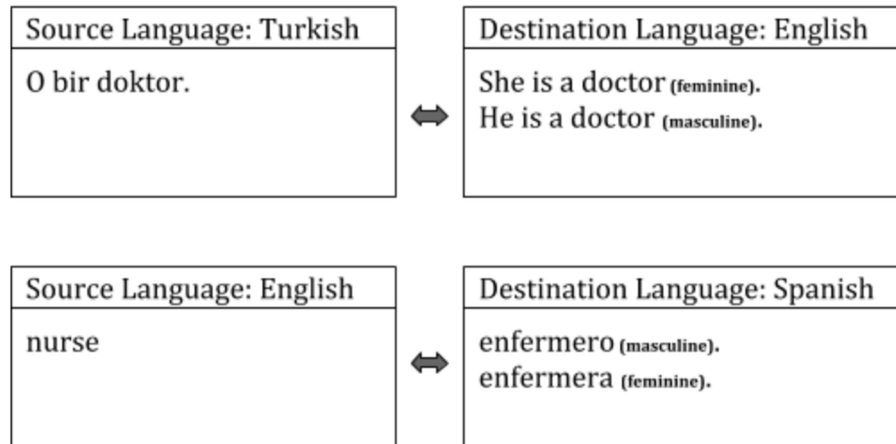 Source Language: Turkish
O bir doktor.
Destination Language: English
She is a doctor (feminine).
He is a doctor (masculine).
Source Language: English
nurse
Destination Language: Spanish
enfermero (masculine).
enfermera (feminine).